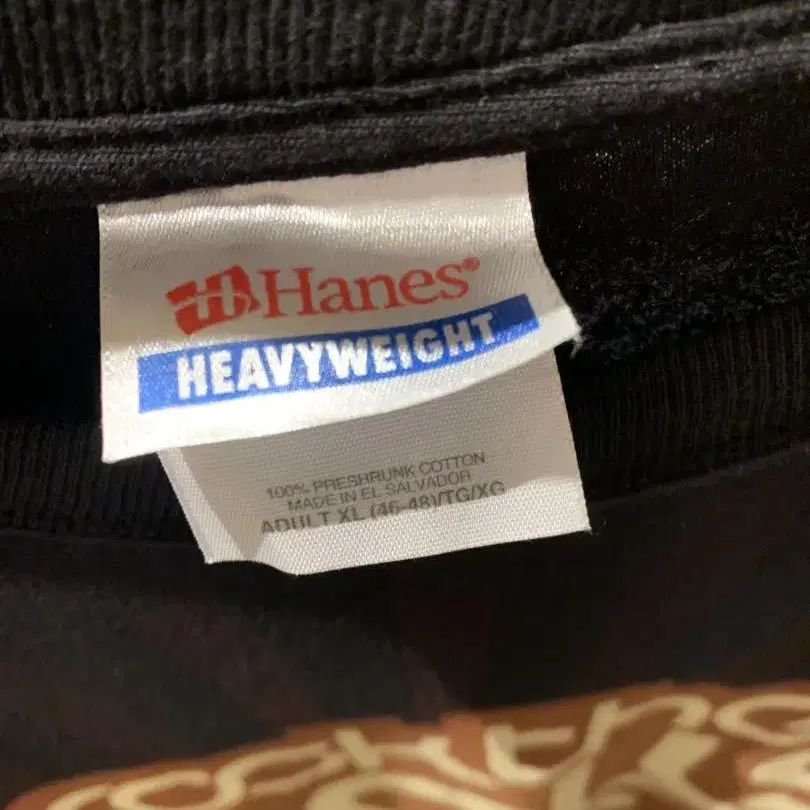 Hanes®
HEAVYWEIGHT
100% PRESHRUNK COTTON
MADE IN EL SALVADOR
ADULT XL (46-48)/TG/XG